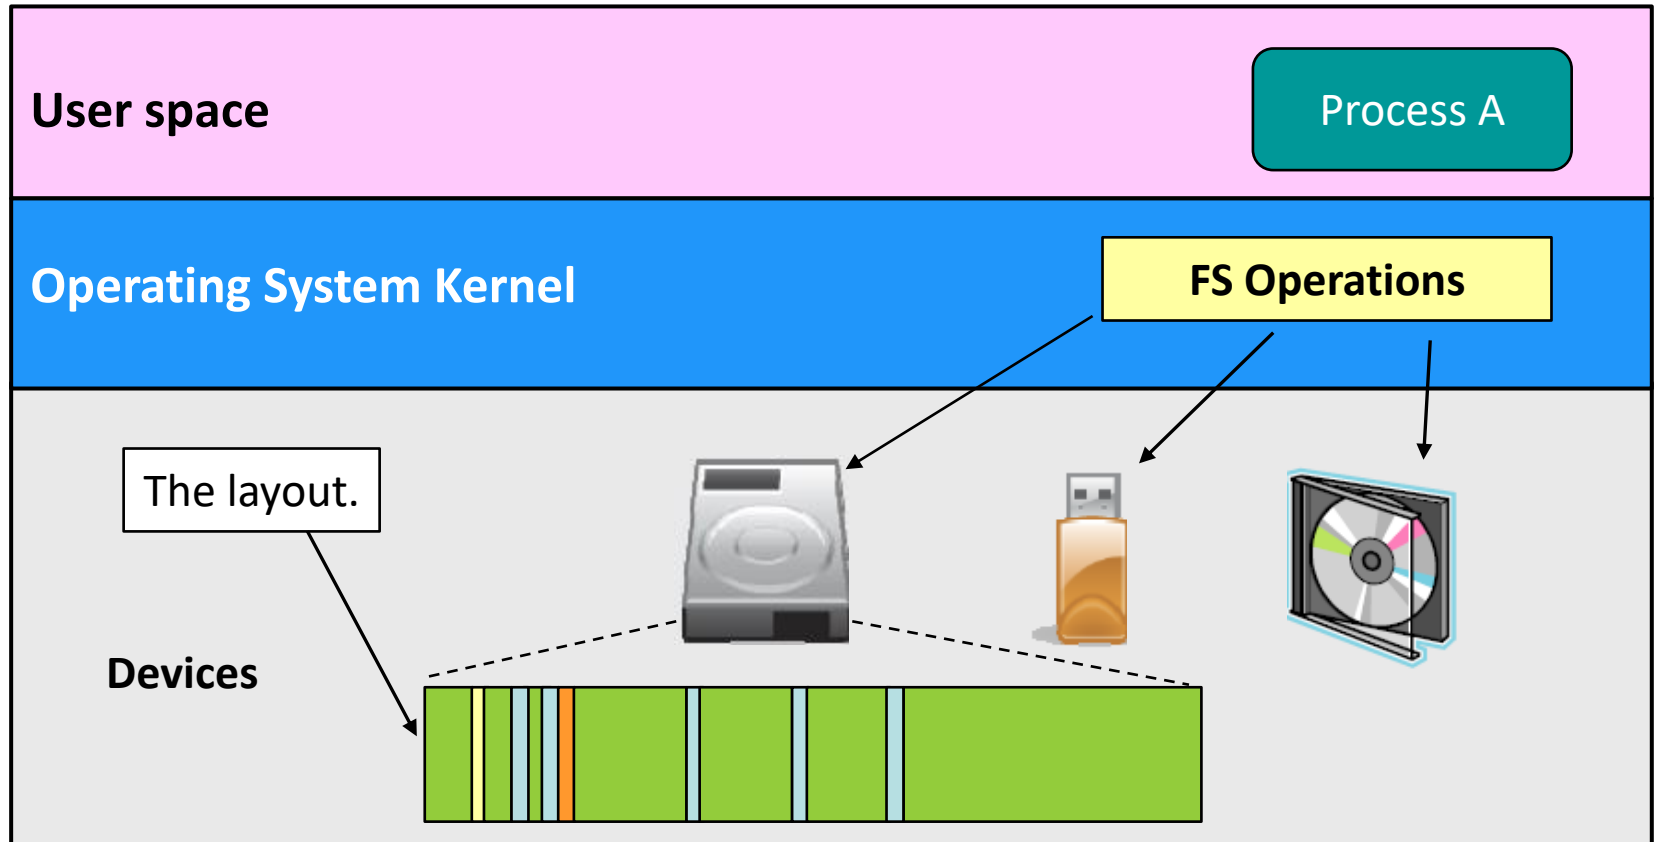 User space
Process A
Operating System Kernel
FS Operations
The layout.
Devices